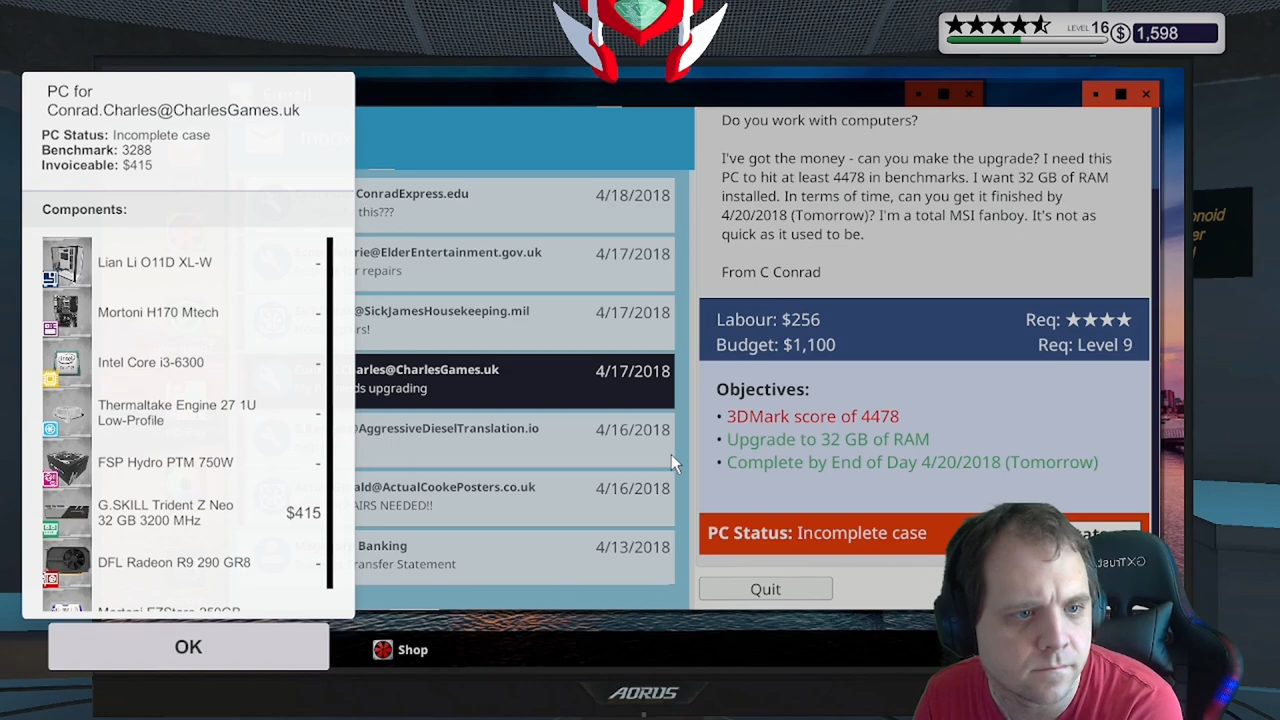 LEVEL 16 $ 1,598
PC for
Conrad.Charles@CharlesGames.uk
PC Status: Incomplete case
Benchmark: 3288
Invoiceable: $415
Components:
Lian Li O11D XL-W -
Mortoni H170 Mtech -
Intel Core i3-6300 -
Thermaltake Engine 27 1U
Low-Profile -
FSP Hydro PTM 750W -
G.SKILL Trident Z Neo
32 GB 3200 MHz $415
DFL Radeon R9 290 GR8 -
Mortoni EZStore 250GB
OK
ConradExpress.edu 4/18/2018
this???
@ElderEntertainment.gov.uk 4/17/2018
repairs
@SickJamesHousekeeping.mil 4/17/2018
Charles@CharlesGames.uk 4/17/2018
upgrading
@AggressiveDieselTranslation.io 4/16/2018
@ActualCookePosters.co.uk 4/16/2018
NEEDED!!
Banking 4/13/2018
Transfer Statement
Do you work with computers?
I've got the money - can you make the upgrade? I need this
PC to hit at least 4478 in benchmarks. I want 32 GB of RAM
installed. In terms of time, can you get it finished by
4/20/2018 (Tomorrow)? I'm a total MSI fanboy. It's not as
quick as it used to be.
From C Conrad
Labour: $256 Req: ★★★★
Budget: $1,100 Req: Level 9
Objectives:
• 3DMark score of 4478
• Upgrade to 32 GB of RAM
• Complete by End of Day 4/20/2018 (Tomorrow)
PC Status: Incomplete case
Quit
Shop
AORUS